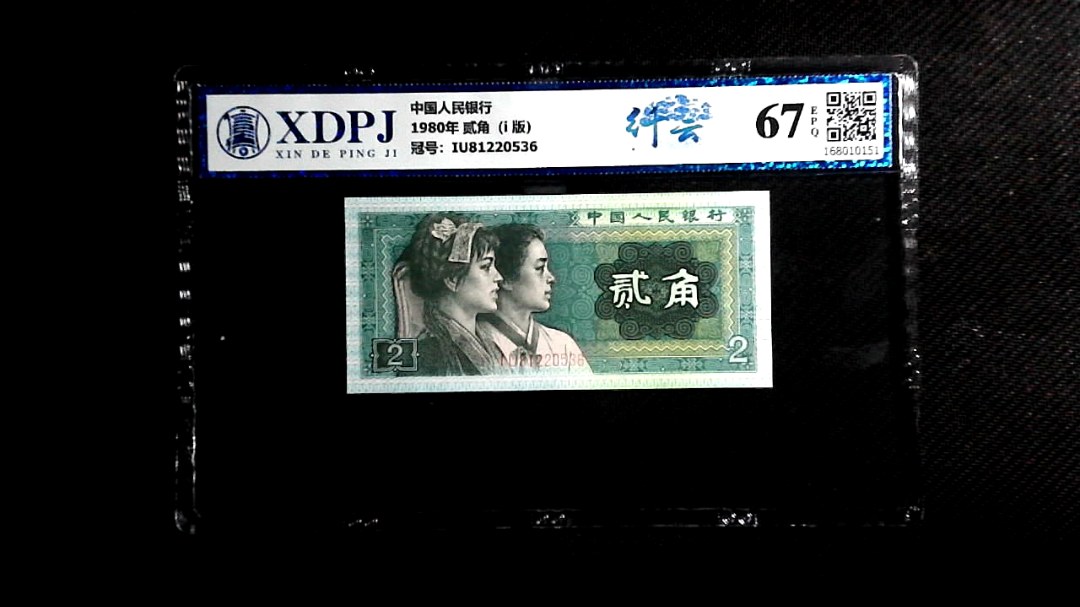 XDPJ
XIN DE PING JI
中国人民银行
1980年 贰角 (i 版)
冠号: IU81220536
67
EPQ
168010151
中国人民银行
贰角
IU81220536
2
2